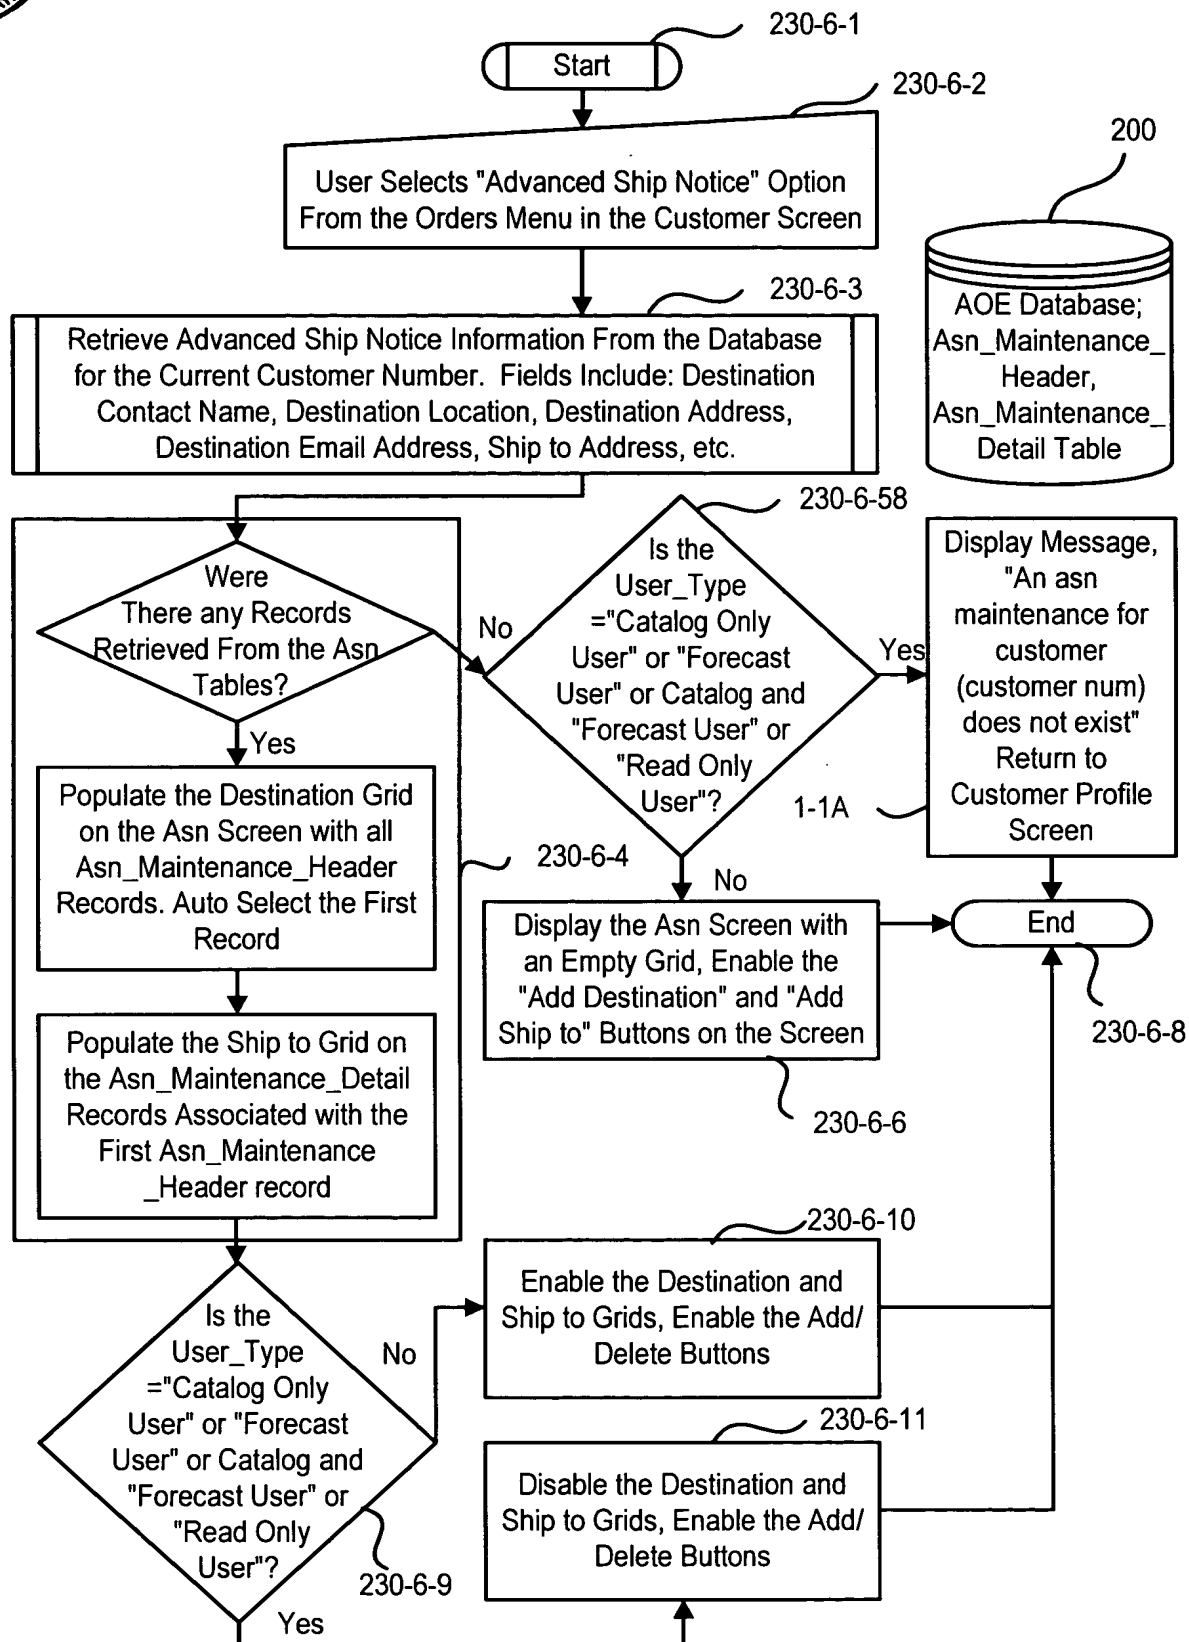 230-6-1
Start
230-6-2
User Selects "Advanced Ship Notice" Option
From the Orders Menu in the Customer Screen
200
AOE Database;
Asn_Maintenance_
Header,
Asn_Maintenance_
Detail Table
230-6-3
Retrieve Advanced Ship Notice Information From the Database
for the Current Customer Number. Fields Include: Destination
Contact Name, Destination Location, Destination Address,
Destination Email Address, Ship to Address, etc.
Were
There any Records
Retrieved From the Asn
Tables?
No
Yes
230-6-58
Is the
User_Type
="Catalog Only
User" or "Forecast
User" or Catalog and
"Forecast User" or
"Read Only
User"?
Yes
No
Display Message,
"An asn
maintenance for
customer
(customer num)
does not exist"
Return to
Customer Profile
Screen
1-1A
Populate the Destination Grid
on the Asn Screen with all
Asn_Maintenance_Header
Records. Auto Select the First
Record
230-6-4
Display the Asn Screen with
an Empty Grid, Enable the
"Add Destination" and "Add
Ship to" Buttons on the Screen
230-6-6
End
230-6-8
Populate the Ship to Grid on
the Asn_Maintenance_Detail
Records Associated with the
First Asn_Maintenance
_Header record
230-6-10
Enable the Destination and
Ship to Grids, Enable the Add/
Delete Buttons
Is the
User_Type
="Catalog Only
User" or "Forecast
User" or Catalog and
"Forecast User" or
"Read Only
User"?
No
230-6-9
Yes
230-6-11
Disable the Destination and
Ship to Grids, Enable the Add/
Delete Buttons